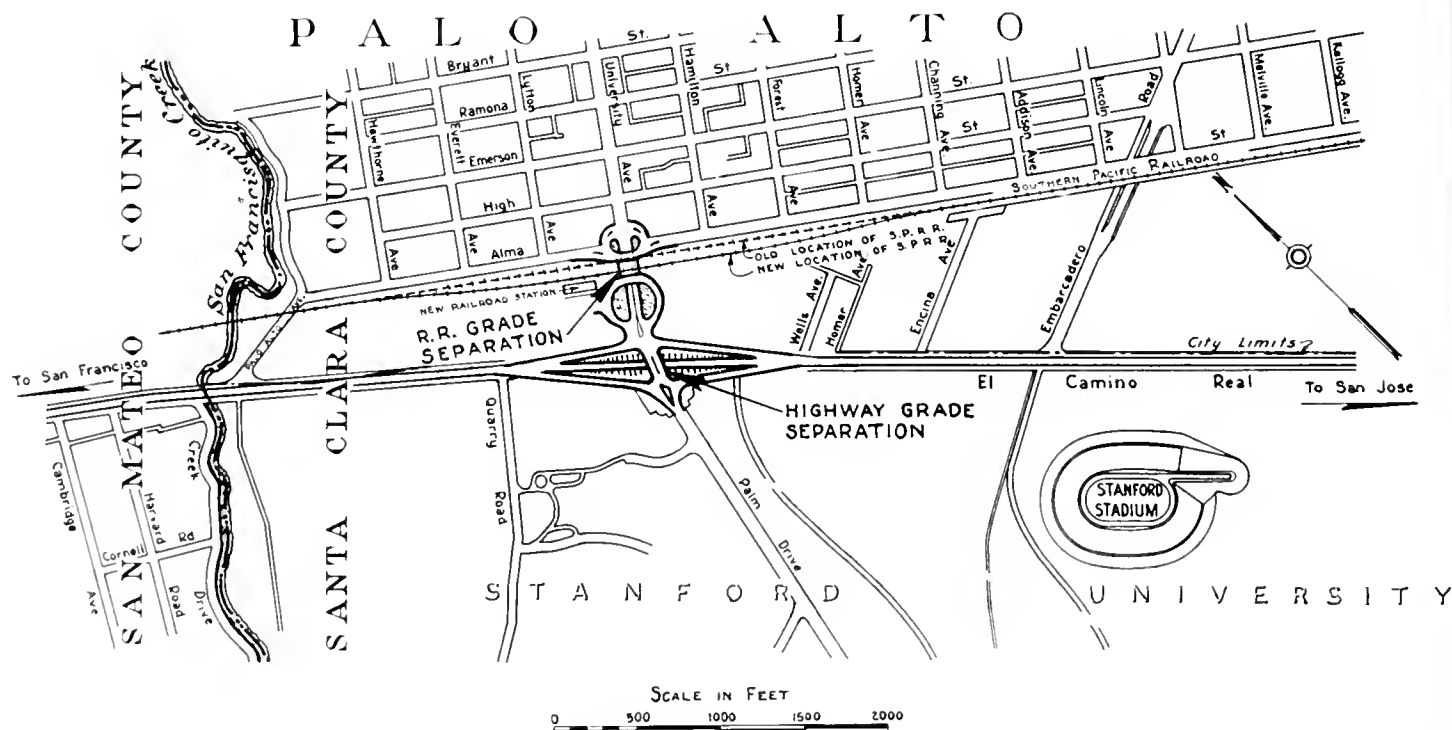 PALO ALTO
SAN MATEO COUNTY
SANTA CLARA COUNTY
San Francisquito Creek
Bryant St.
Ramona St
Emerson St
High St
Alma
Hawthorne Ave
Everett Ave
Lytton Ave
University Ave
Hamilton Ave
Forest Ave
Homer Ave
Channing Ave
Addison Ave
Lincoln Ave
Embarcadero Road
Melville Ave.
Kellogg Ave.
SOUTHERN PACIFIC RAILROAD
OLD LOCATION OF S.P.R.R.
NEW LOCATION OF S.P.R.R.
NEW RAILROAD STATION
R.R. GRADE
SEPARATION
Wells Ave.
Homer Ave
Encina Ave
City Limits
To San Francisco
El Camino Real
To San Jose
HIGHWAY GRADE
SEPARATION
Quarry Road
Palm Drive
Creek Drive
Cambridge Ave
Harvard Road
Cornell Rd
STANFORD
STADIUM
STANFORD UNIVERSITY
SCALE IN FEET
0 500 1000 1500 2000